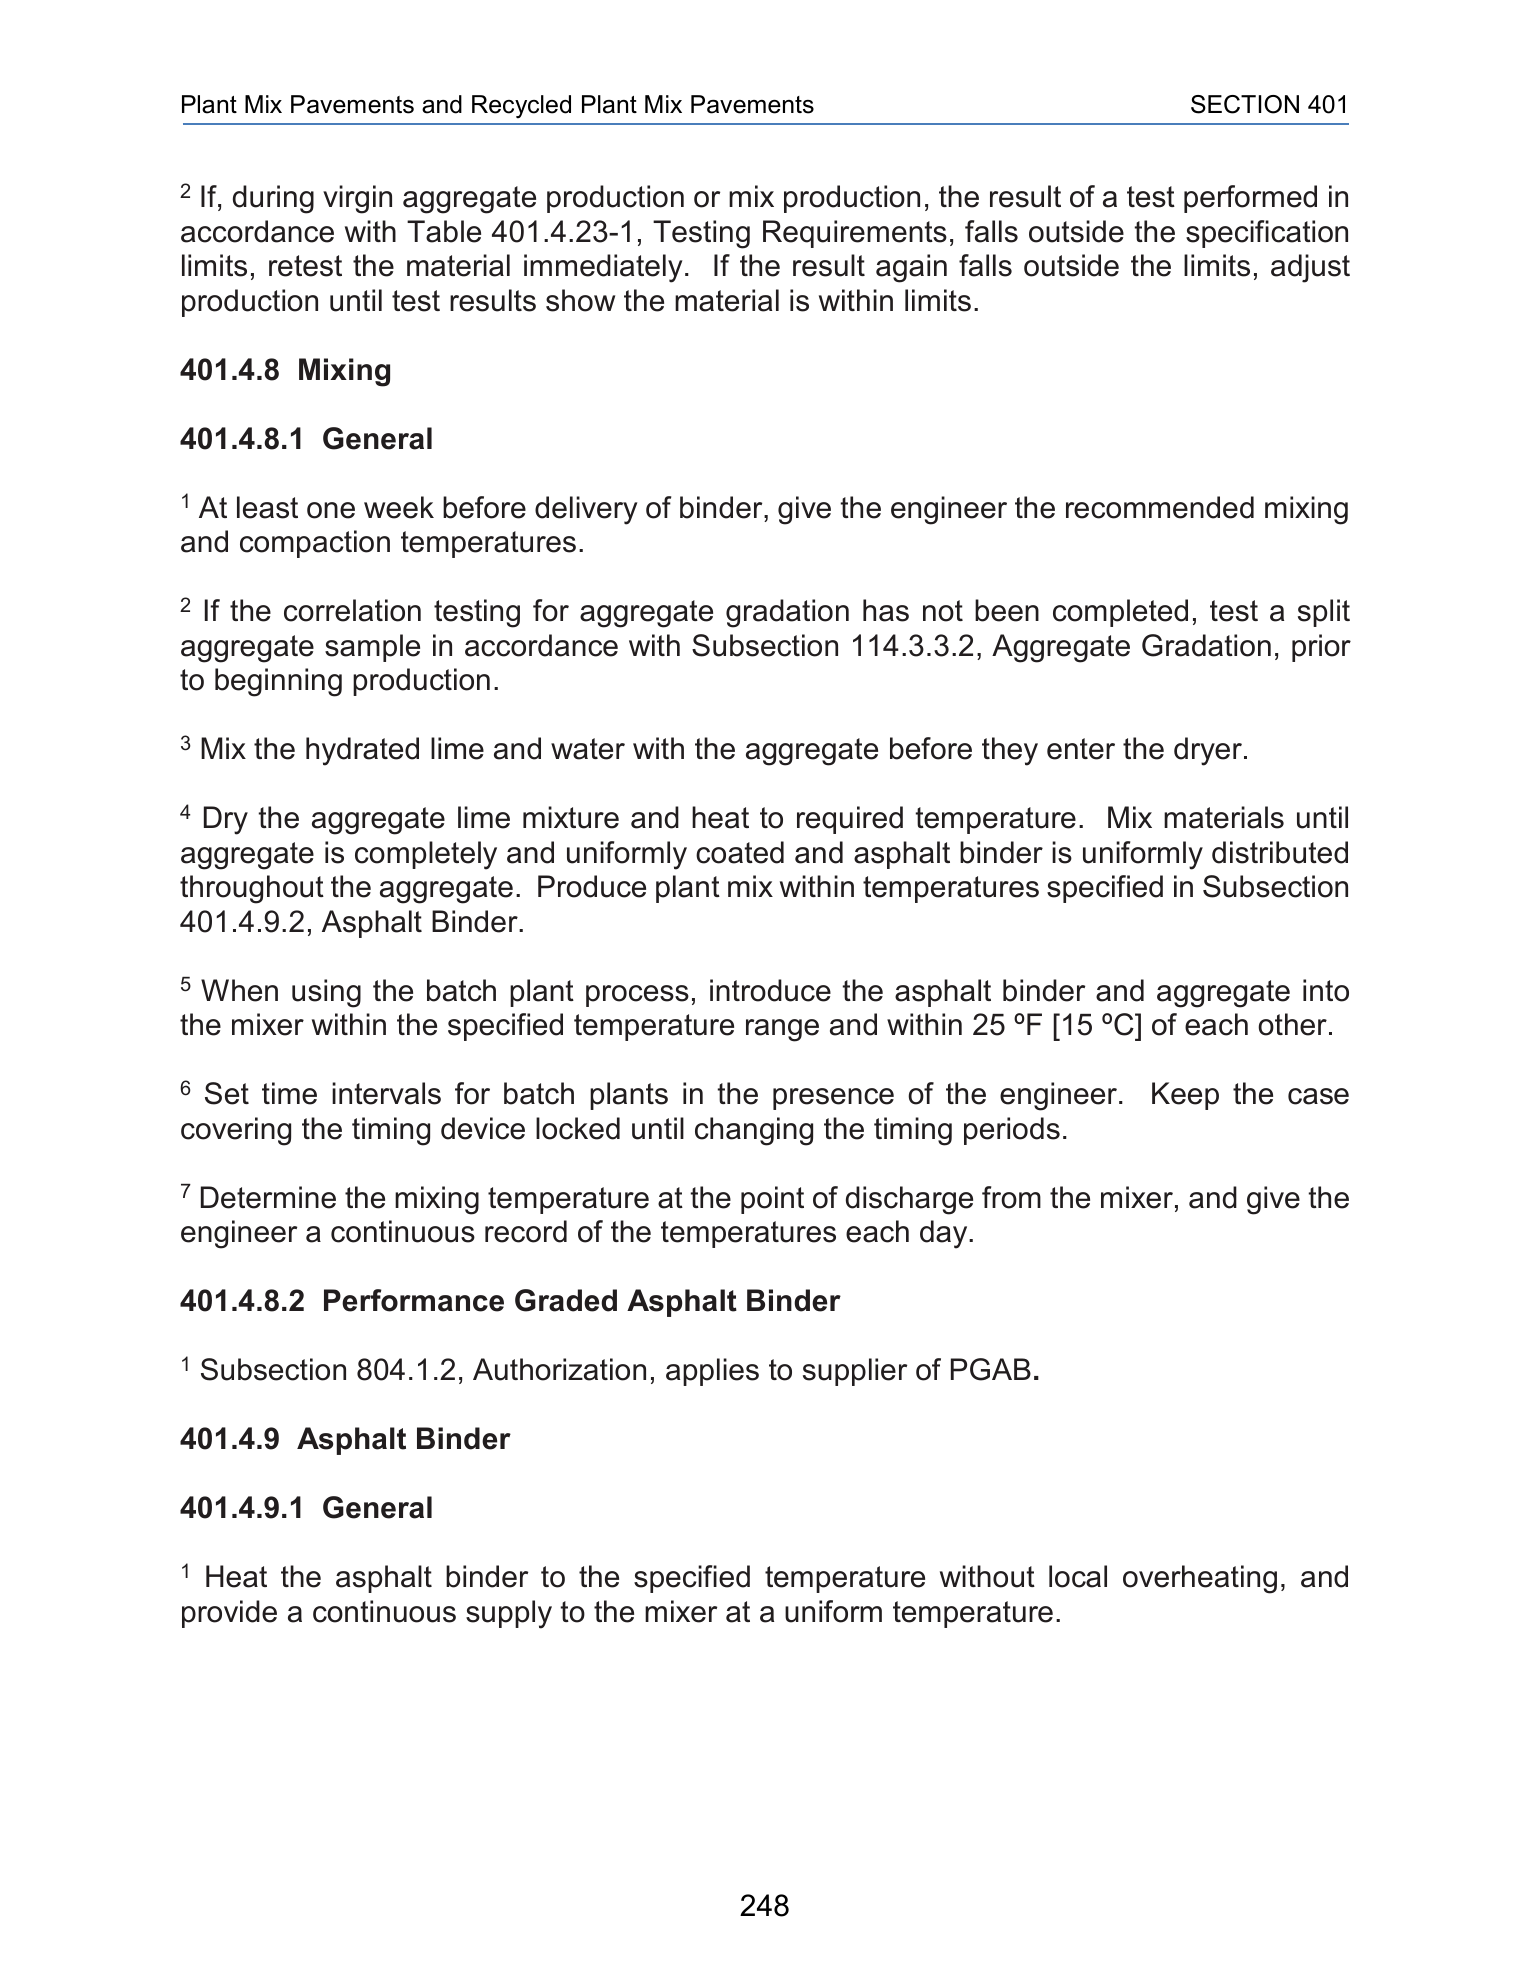 Plant Mix Pavements and Recycled Plant Mix Pavements SECTION 401
2 If, during virgin aggregate production or mix production, the result of a test performed in
accordance with Table 401.4.23-1, Testing Requirements, falls outside the specification
limits, retest the material immediately.  If the result again falls outside the limits, adjust
production until test results show the material is within limits.
401.4.8  Mixing
401.4.8.1  General
1 At least one week before delivery of binder, give the engineer the recommended mixing
and compaction temperatures.
2 If the correlation testing for aggregate gradation has not been completed, test a split
aggregate sample in accordance with Subsection 114.3.3.2, Aggregate Gradation, prior
to beginning production.
3 Mix the hydrated lime and water with the aggregate before they enter the dryer.
4 Dry the aggregate lime mixture and heat to required temperature.  Mix materials until
aggregate is completely and uniformly coated and asphalt binder is uniformly distributed
throughout the aggregate.  Produce plant mix within temperatures specified in Subsection
401.4.9.2, Asphalt Binder.
5 When using the batch plant process, introduce the asphalt binder and aggregate into
the mixer within the specified temperature range and within 25 ºF [15 ºC] of each other.
6 Set time intervals for batch plants in the presence of the engineer.  Keep the case
covering the timing device locked until changing the timing periods.
7 Determine the mixing temperature at the point of discharge from the mixer, and give the
engineer a continuous record of the temperatures each day.
401.4.8.2  Performance Graded Asphalt Binder
1 Subsection 804.1.2, Authorization, applies to supplier of PGAB.
401.4.9  Asphalt Binder
401.4.9.1  General
1 Heat the asphalt binder to the specified temperature without local overheating, and
provide a continuous supply to the mixer at a uniform temperature.
248